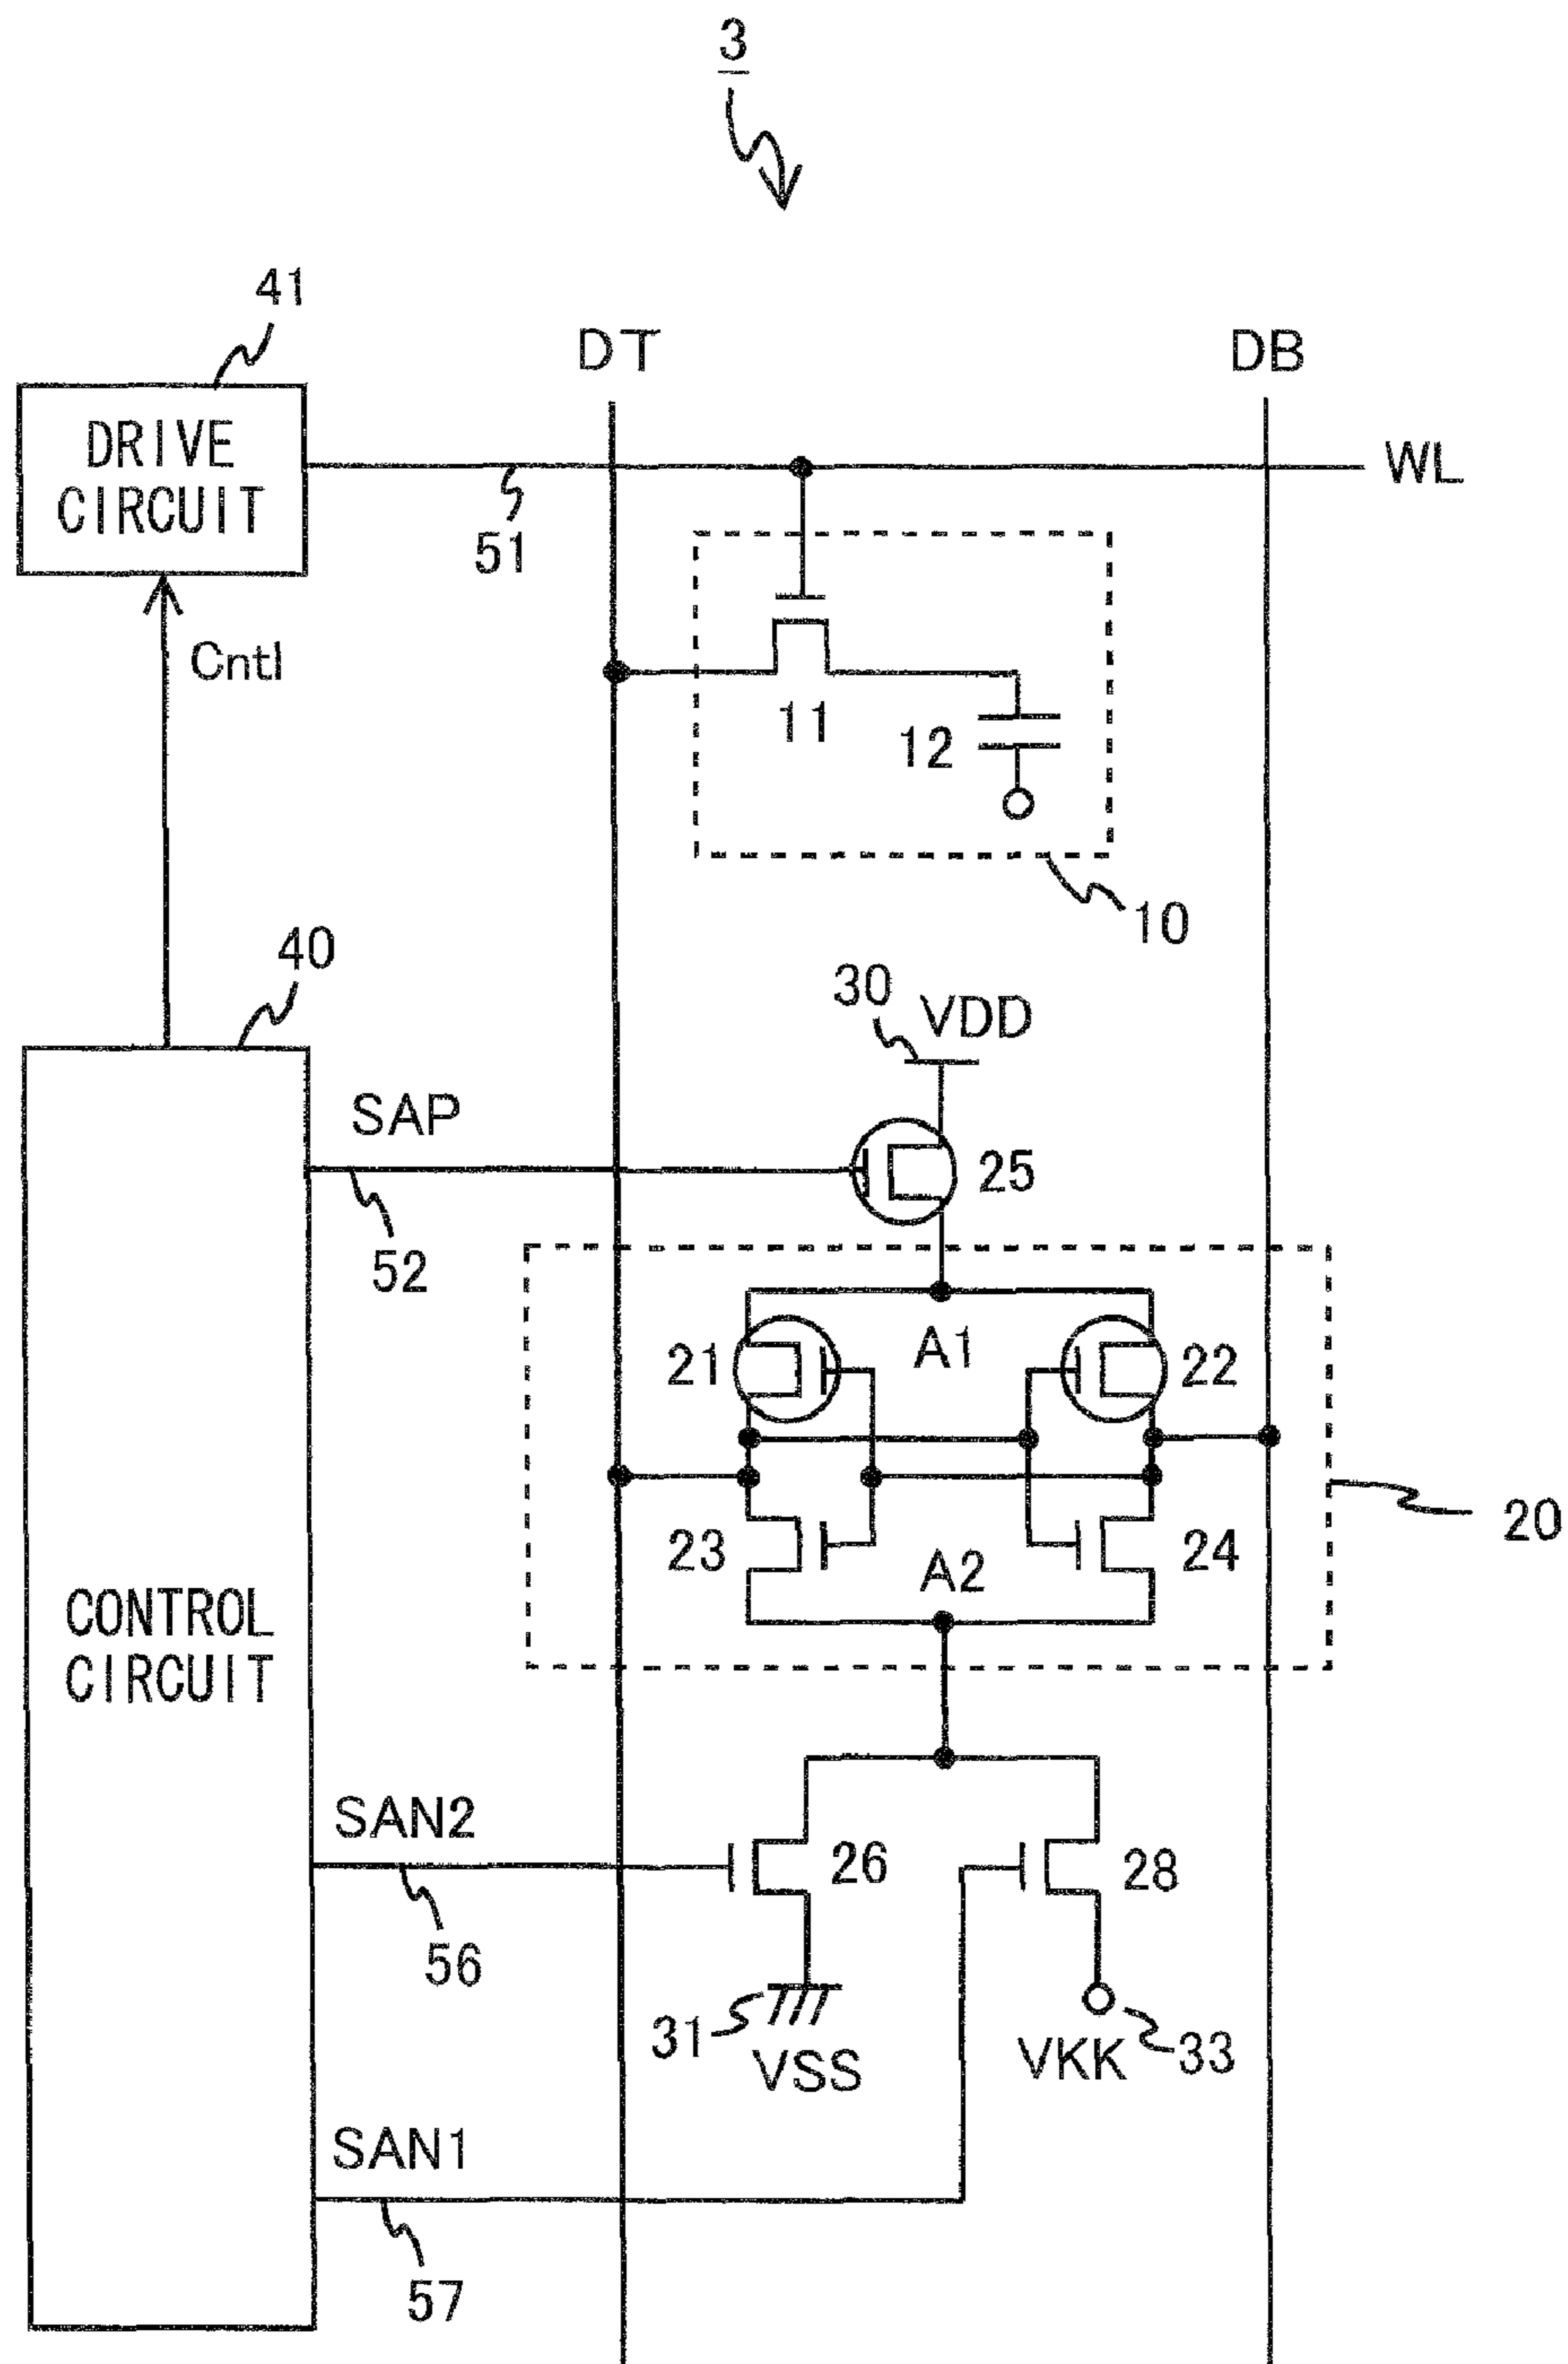 3
41
DT
DB
DRIVE
CIRCUIT
WL
51
Cntl
11
12
10
40
30
VDD
SAP
25
52
21
A1
22
20
23
A2
24
CONTROL
CIRCUIT
SAN2
26
28
56
31
VSS
VKK
33
SAN1
57